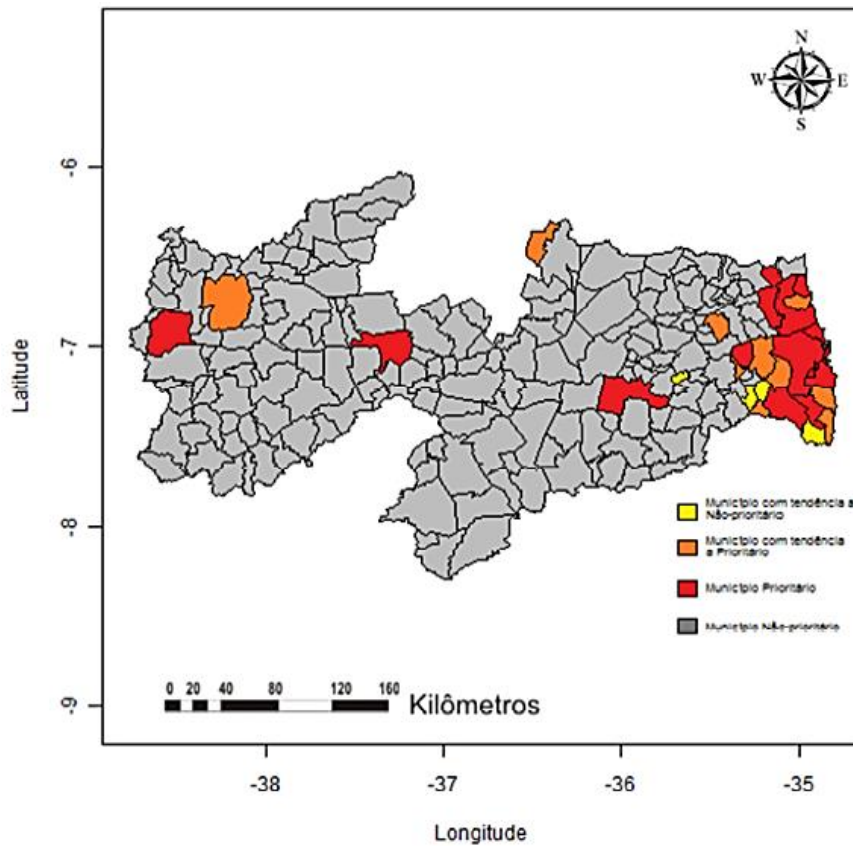 N
W E
S
-6
-7
-8
-9
Latitude
Município com tendência a
Não-prioritário
Município com tendência
a Prioritário
Município Prioritário
Município Não-prioritário
0 20 40 80 120 160
Kilômetros
-38 -37 -36 -35
Longitude